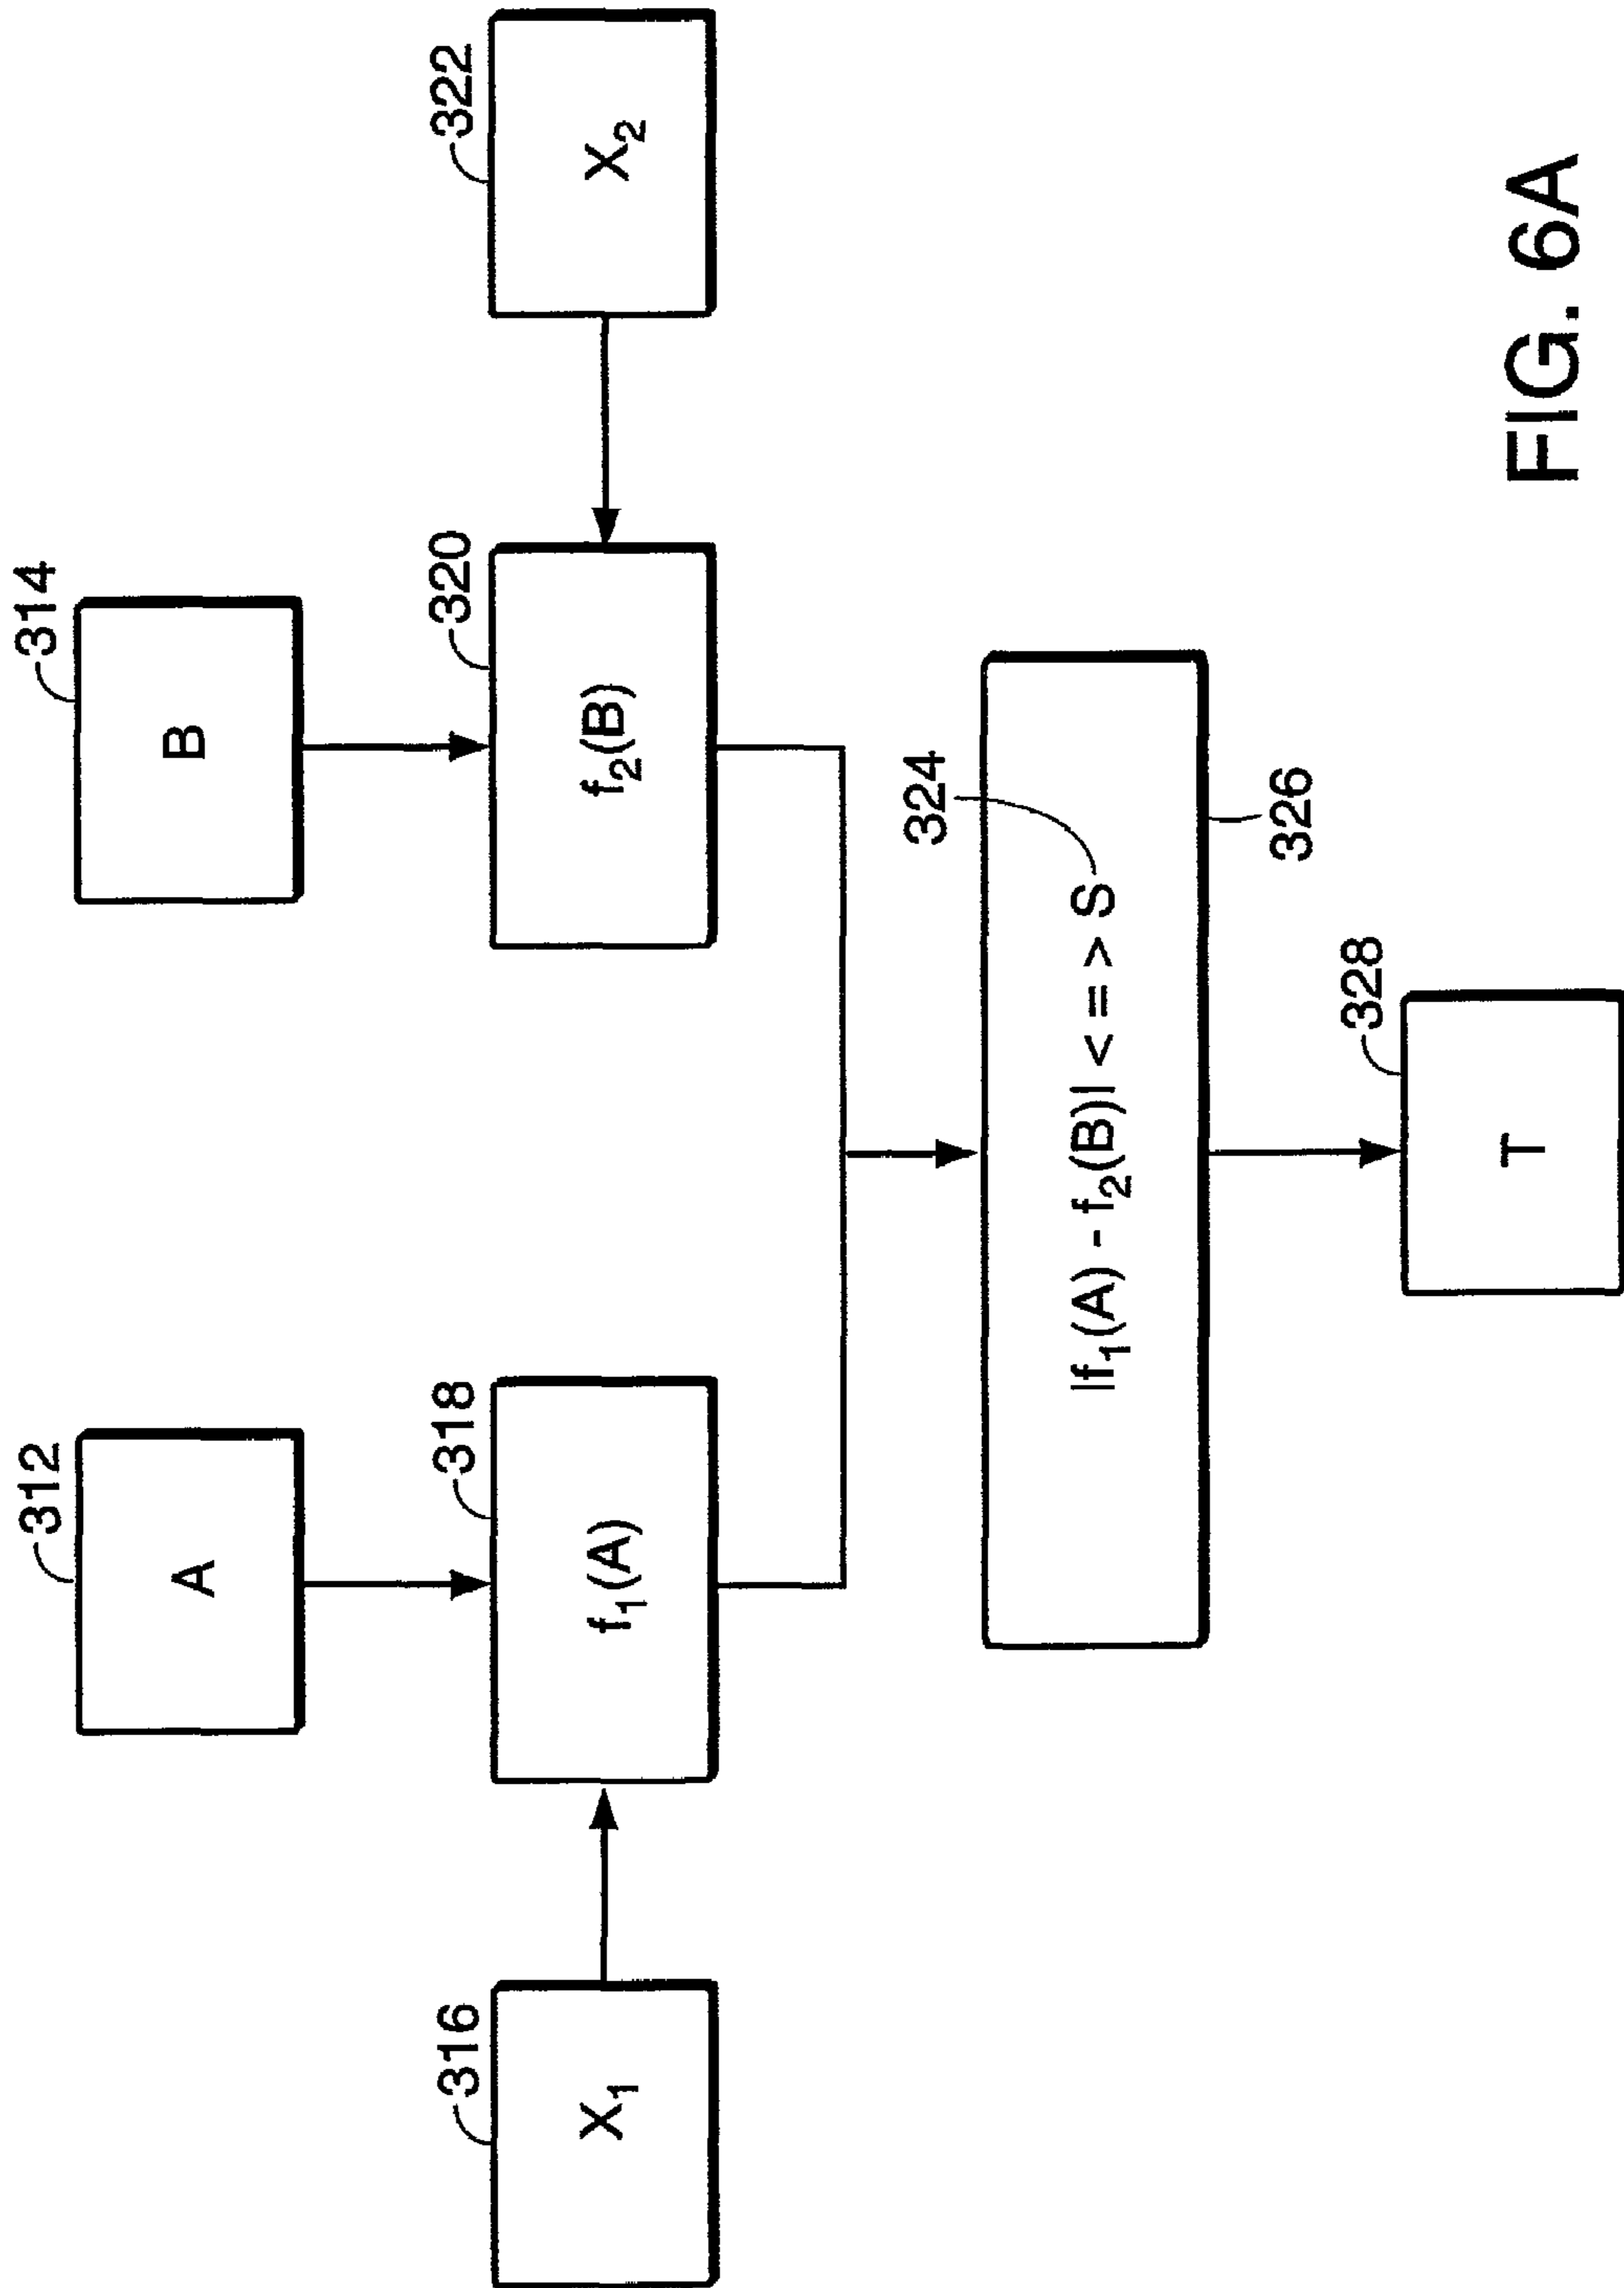 312
A
314
B
316
X₁
318
f₁(A)
320
f₂(B)
322
X₂
324
|f₁(A) - f₂(B)| < = > S
326
328
T
FIG. 6A